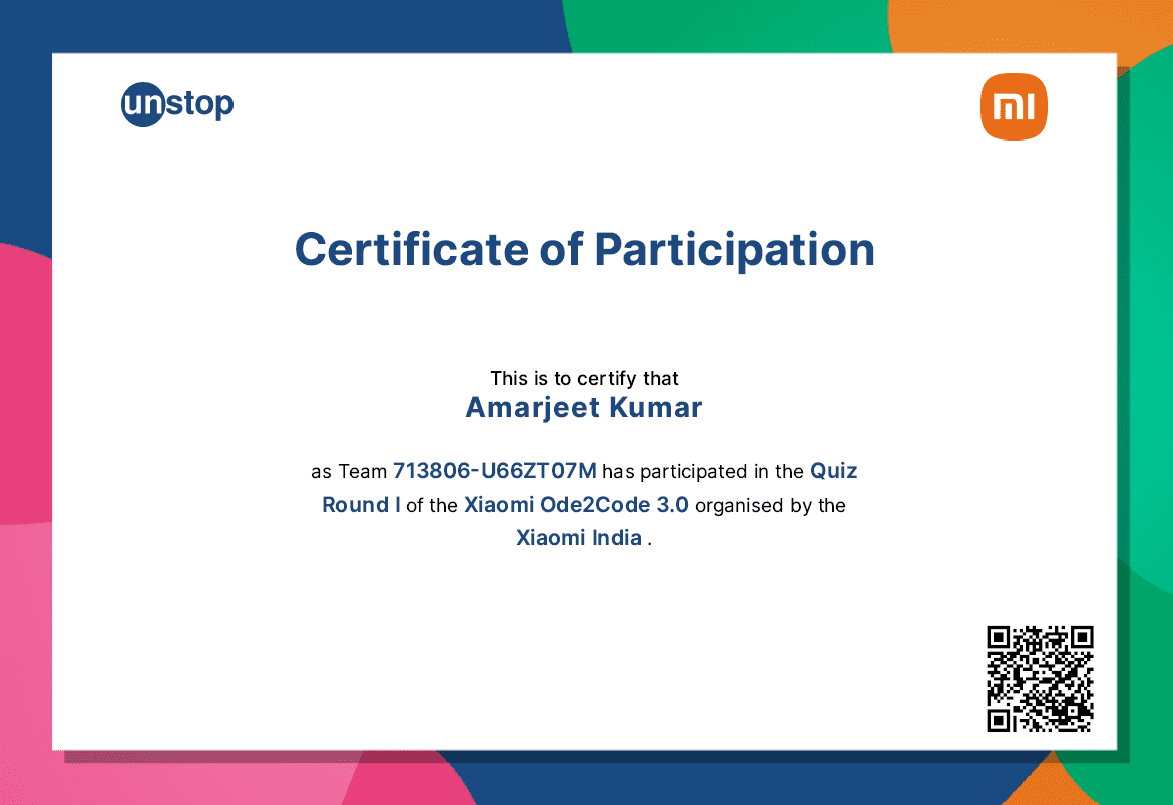 unstop
mi
Certificate of Participation
This is to certify that
Amarjeet Kumar
as Team 713806-U66ZT07M has participated in the Quiz
Round I of the Xiaomi Ode2Code 3.0 organised by the
Xiaomi India .